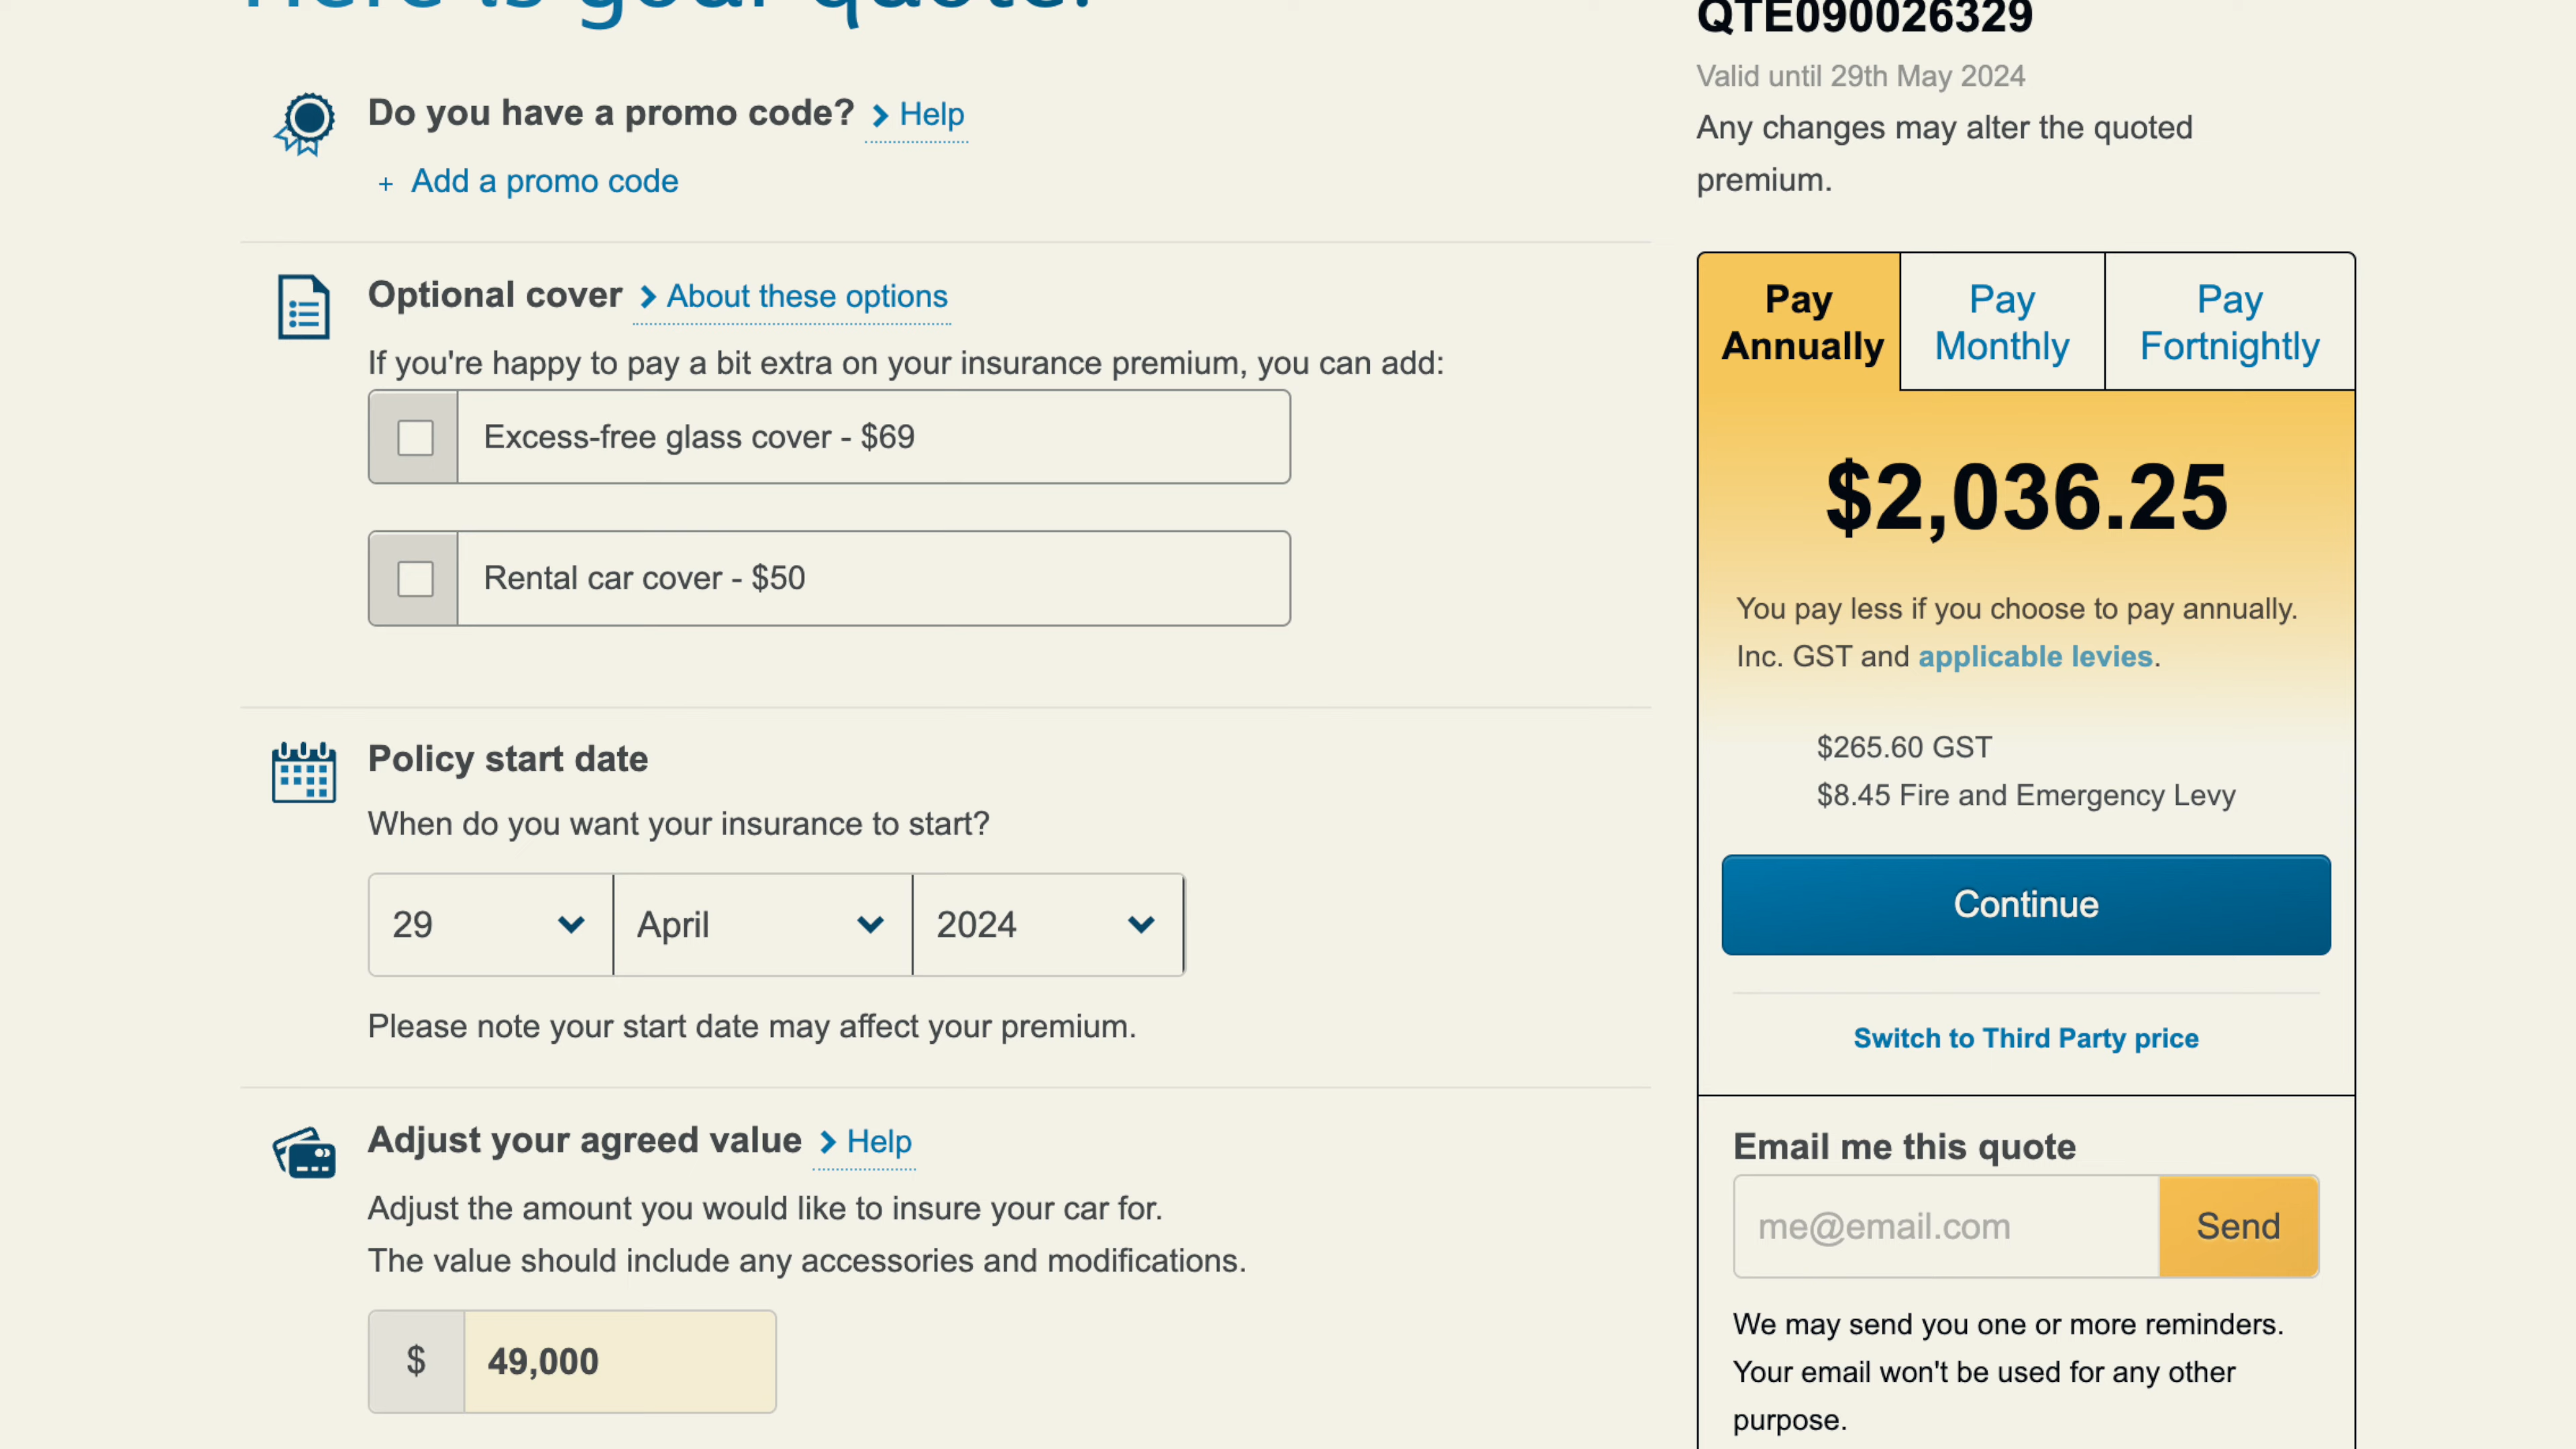 Here is your quote:
Do you have a promo code? > Help
+ Add a promo code
Optional cover > About these options
If you're happy to pay a bit extra on your insurance premium, you can add:
Excess-free glass cover - $69
Rental car cover - $50
Policy start date
When do you want your insurance to start?
29 April 2024
Please note your start date may affect your premium.
Adjust your agreed value > Help
Adjust the amount you would like to insure your car for.
The value should include any accessories and modifications.
$ 49,000
QTE090026329
Valid until 29th May 2024
Any changes may alter the quoted
premium.
Pay Annually
Pay Monthly
Pay Fortnightly
$2,036.25
You pay less if you choose to pay annually.
Inc. GST and applicable levies.
$265.60 GST
$8.45 Fire and Emergency Levy
Continue
Switch to Third Party price
Email me this quote
me@email.com Send
We may send you one or more reminders.
Your email won't be used for any other
purpose.